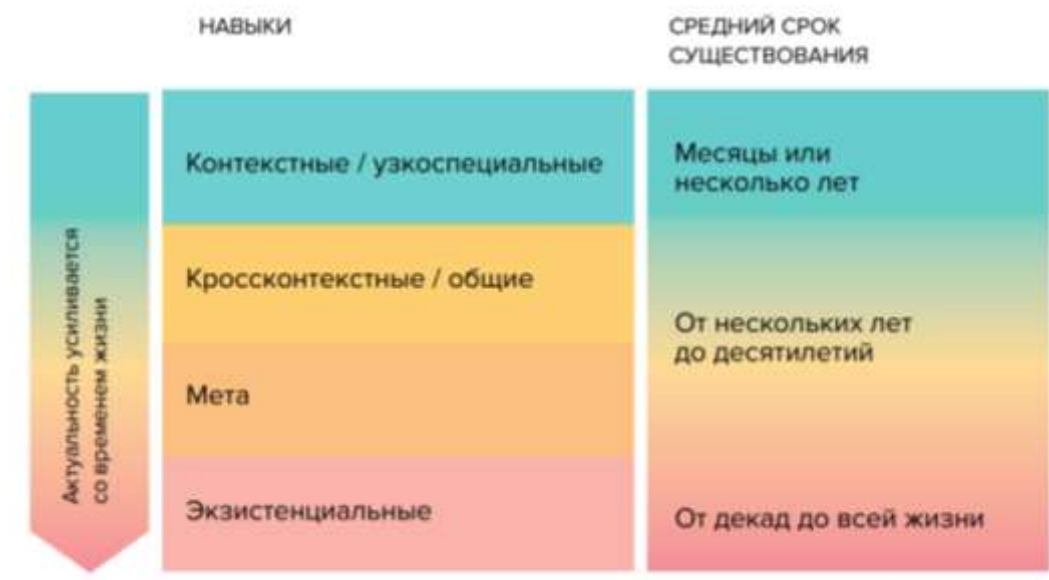 НАВЫКИ
СРЕДНИЙ СРОК
СУЩЕСТВОВАНИЯ
Контекстные / узкоспециальные
Месяцы или
несколько лет
Кроссконтекстные / общие
От нескольких лет
до десятилетий
Мета
Экзистенциальные
От декад до всей жизни
Актуальность усиливается
со временем жизни